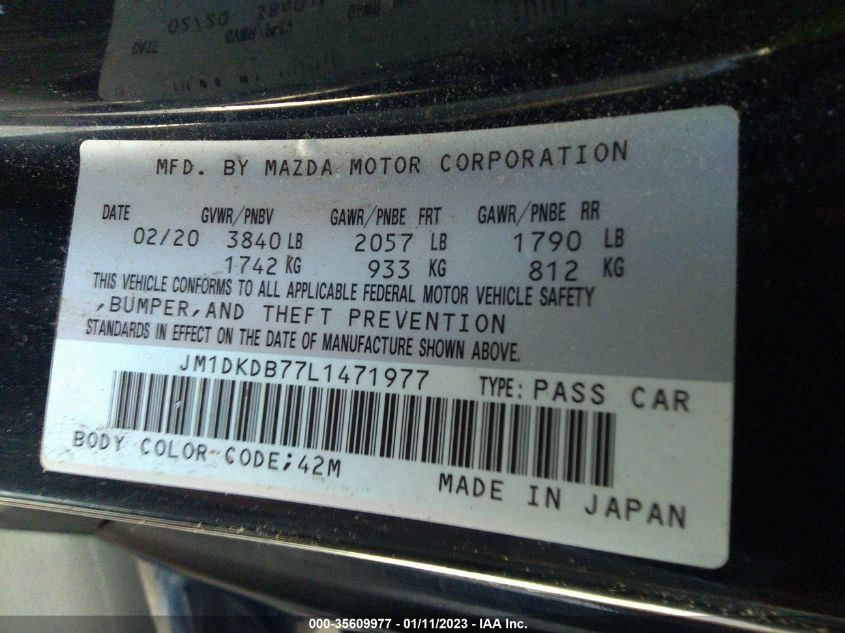 MFD. BY MAZDA MOTOR CORPORATION
DATE GVWR/PNBV GAWR/PNBE FRT GAWR/PNBE RR
02/20 3840 LB 2057 LB 1790 LB
1742 KG 933 KG 812 KG
THIS VEHICLE CONFORMS TO ALL APPLICABLE FEDERAL MOTOR VEHICLE SAFETY
,BUMPER,AND THEFT PREVENTION
STANDARDS IN EFFECT ON THE DATE OF MANUFACTURE SHOWN ABOVE.
JM1DKDB77L1471977 TYPE: PASS CAR
BODY COLOR CODE;42M
MADE IN JAPAN
000-35609977 - 01/11/2023 - IAA Inc.